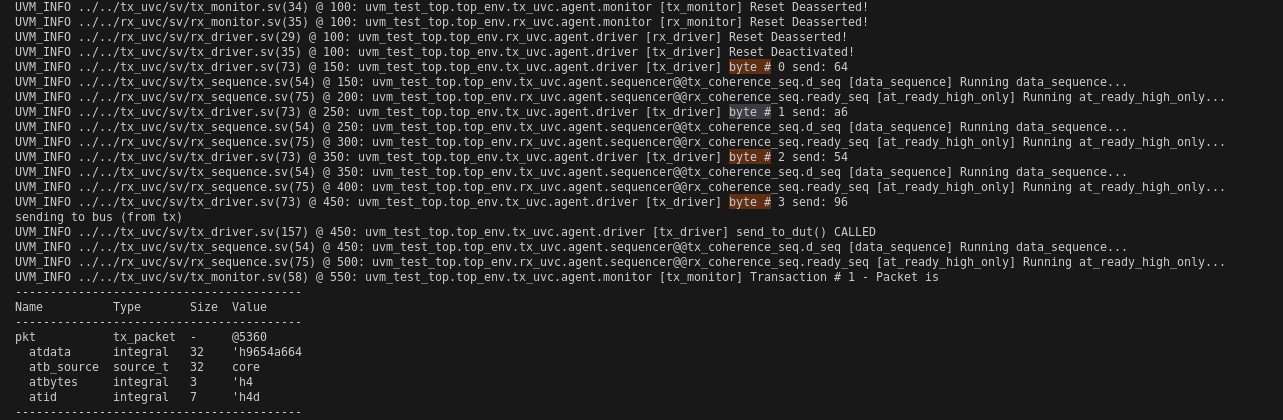 UVM_INFO ../../tx_uvc/sv/tx_monitor.sv(34) @ 100: uvm_test_top.top_env.tx_uvc.agent.monitor [tx_monitor] Reset Deasserted!
UVM_INFO ../../rx_uvc/sv/rx_monitor.sv(35) @ 100: uvm_test_top.top_env.rx_uvc.agent.monitor [rx_monitor] Reset Deasserted!
UVM_INFO ../../rx_uvc/sv/rx_driver.sv(29) @ 100: uvm_test_top.top_env.rx_uvc.agent.driver [rx_driver] Reset Deasserted!
UVM_INFO ../../tx_uvc/sv/tx_driver.sv(35) @ 100: uvm_test_top.top_env.tx_uvc.agent.driver [tx_driver] Reset Deactivated!
UVM_INFO ../../tx_uvc/sv/tx_driver.sv(73) @ 150: uvm_test_top.top_env.tx_uvc.agent.driver [tx_driver] byte # 0 send: 64
UVM_INFO ../../tx_uvc/sv/tx_sequence.sv(54) @ 150: uvm_test_top.top_env.tx_uvc.agent.sequencer@@tx_coherence_seq.d_seq [data_sequence] Running data_sequence...
UVM_INFO ../../rx_uvc/sv/rx_sequence.sv(75) @ 200: uvm_test_top.top_env.rx_uvc.agent.sequencer@@rx_coherence_seq.ready_seq [at_ready_high_only] Running at_ready_high_only...
UVM_INFO ../../tx_uvc/sv/tx_driver.sv(73) @ 250: uvm_test_top.top_env.tx_uvc.agent.driver [tx_driver] byte # 1 send: a6
UVM_INFO ../../tx_uvc/sv/tx_sequence.sv(54) @ 250: uvm_test_top.top_env.tx_uvc.agent.sequencer@@tx_coherence_seq.d_seq [data_sequence] Running data_sequence...
UVM_INFO ../../rx_uvc/sv/rx_sequence.sv(75) @ 300: uvm_test_top.top_env.rx_uvc.agent.sequencer@@rx_coherence_seq.ready_seq [at_ready_high_only] Running at_ready_high_only...
UVM_INFO ../../tx_uvc/sv/tx_driver.sv(73) @ 350: uvm_test_top.top_env.tx_uvc.agent.driver [tx_driver] byte # 2 send: 54
UVM_INFO ../../tx_uvc/sv/tx_sequence.sv(54) @ 350: uvm_test_top.top_env.tx_uvc.agent.sequencer@@tx_coherence_seq.d_seq [data_sequence] Running data_sequence...
UVM_INFO ../../rx_uvc/sv/rx_sequence.sv(75) @ 400: uvm_test_top.top_env.rx_uvc.agent.sequencer@@rx_coherence_seq.ready_seq [at_ready_high_only] Running at_ready_high_only...
UVM_INFO ../../tx_uvc/sv/tx_driver.sv(73) @ 450: uvm_test_top.top_env.tx_uvc.agent.driver [tx_driver] byte # 3 send: 96
sending to bus (from tx)
UVM_INFO ../../tx_uvc/sv/tx_driver.sv(157) @ 450: uvm_test_top.top_env.tx_uvc.agent.driver [tx_driver] send_to_dut() CALLED
UVM_INFO ../../tx_uvc/sv/tx_sequence.sv(54) @ 450: uvm_test_top.top_env.tx_uvc.agent.sequencer@@tx_coherence_seq.d_seq [data_sequence] Running data_sequence...
UVM_INFO ../../rx_uvc/sv/rx_sequence.sv(75) @ 500: uvm_test_top.top_env.rx_uvc.agent.sequencer@@rx_coherence_seq.ready_seq [at_ready_high_only] Running at_ready_high_only...
UVM_INFO ../../tx_uvc/sv/tx_monitor.sv(58) @ 550: uvm_test_top.top_env.tx_uvc.agent.monitor [tx_monitor] Transaction # 1 - Packet is
-----------------------------------------
Name          Type       Size  Value
-----------------------------------------
pkt           tx_packet  -     @5360
  atdata      integral   32    'h9654a664
  atb_source  source_t   32    core
  atbytes     integral   3     'h4
  atid        integral   7     'h4d
-----------------------------------------